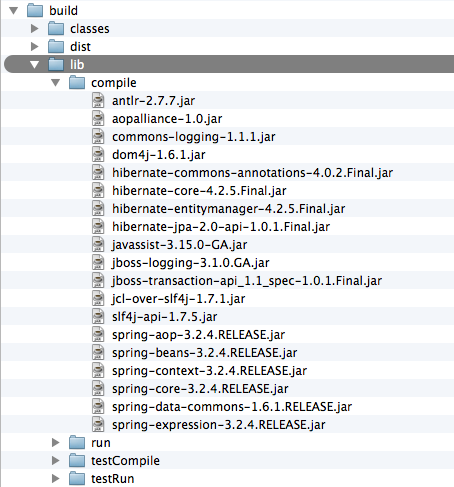 build
classes
dist
lib
compile
antlr-2.7.7.jar
aopalliance-1.0.jar
commons-logging-1.1.1.jar
dom4j-1.6.1.jar
hibernate-commons-annotations-4.0.2.Final.jar
hibernate-core-4.2.5.Final.jar
hibernate-entitymanager-4.2.5.Final.jar
hibernate-jpa-2.0-api-1.0.1.Final.jar
javassist-3.15.0-GA.jar
jboss-logging-3.1.0.GA.jar
jboss-transaction-api_1.1_spec-1.0.1.Final.jar
jcl-over-slf4j-1.7.1.jar
slf4j-api-1.7.5.jar
spring-aop-3.2.4.RELEASE.jar
spring-beans-3.2.4.RELEASE.jar
spring-context-3.2.4.RELEASE.jar
spring-core-3.2.4.RELEASE.jar
spring-data-commons-1.6.1.RELEASE.jar
spring-expression-3.2.4.RELEASE.jar
run
testCompile
testRun